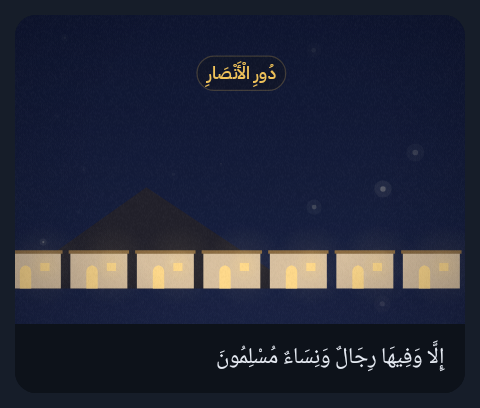 دُورِ الْأَنْصَارِ
إِلَّا وَفِيهَا رِجَالٌ وَنِسَاءٌ مُسْلِمُونَ